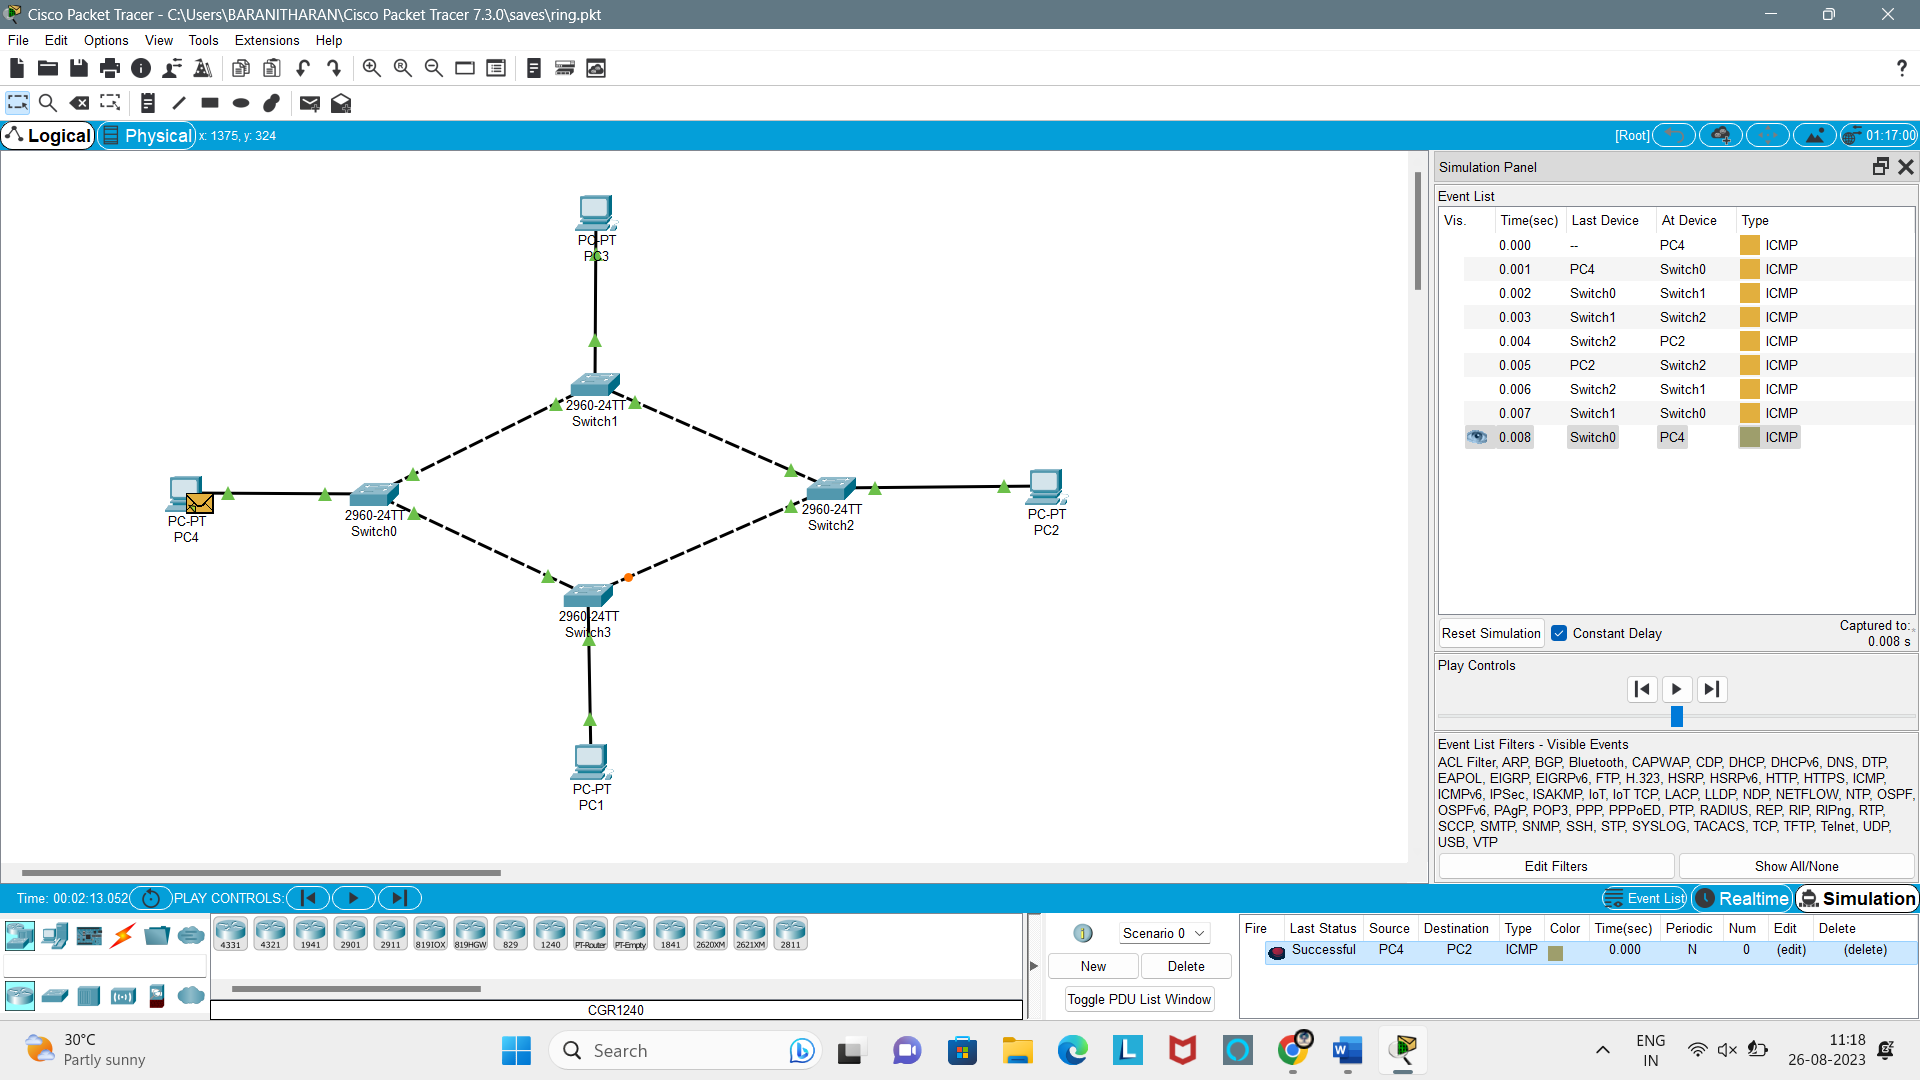 Cisco Packet Tracer - C:\Users\BARANITHARAN\Cisco Packet Tracer 7.3.0\saves\ring.pkt
File Edit Options View Tools Extensions Help
Logical Physical x: 1375, y: 324 [Root] 01:17:00
PC-PT
PC3
2960-24TT
Switch1
PC-PT
PC4
2960-24TT
Switch0
2960-24TT
Switch2
PC-PT
PC2
2960-24TT
Switch3
PC-PT
PC1
Simulation Panel
Event List
Vis. Time(sec) Last Device At Device Type
0.000 -- PC4 ICMP
0.001 PC4 Switch0 ICMP
0.002 Switch0 Switch1 ICMP
0.003 Switch1 Switch2 ICMP
0.004 Switch2 PC2 ICMP
0.005 PC2 Switch2 ICMP
0.006 Switch2 Switch1 ICMP
0.007 Switch1 Switch0 ICMP
0.008 Switch0 PC4 ICMP
Reset Simulation Constant Delay Captured to:
0.008 s
Play Controls
Event List Filters - Visible Events
ACL Filter, ARP, BGP, Bluetooth, CAPWAP, CDP, DHCP, DHCPv6, DNS, DTP,
EAPOL, EIGRP, EIGRPv6, FTP, H.323, HSRP, HSRPv6, HTTP, HTTPS, ICMP,
ICMPv6, IPSec, ISAKMP, IoT, IoT TCP, LACP, LLDP, NDP, NETFLOW, NTP, OSPF,
OSPFv6, PAgP, POP3, PPP, PPPoED, PTP, RADIUS, REP, RIP, RIPng, RTP,
SCCP, SMTP, SNMP, SSH, STP, SYSLOG, TACACS, TCP, TFTP, Telnet, UDP,
USB, VTP
Edit Filters Show All/None
Time: 00:02:13.052 PLAY CONTROLS: Event List Realtime Simulation
4331 4321 1941 2901 2911 819IOX 819HGW 829 1240 PT-Router PT-Empty 1841 2620XM 2621XM 2811
CGR1240
1 Scenario 0
New Delete
Toggle PDU List Window
Fire Last Status Source Destination Type Color Time(sec) Periodic Num Edit Delete
Successful PC4 PC2 ICMP 0.000 N 0 (edit) (delete)
30°C
Partly sunny
Search
ENG
IN
11:18
26-08-2023